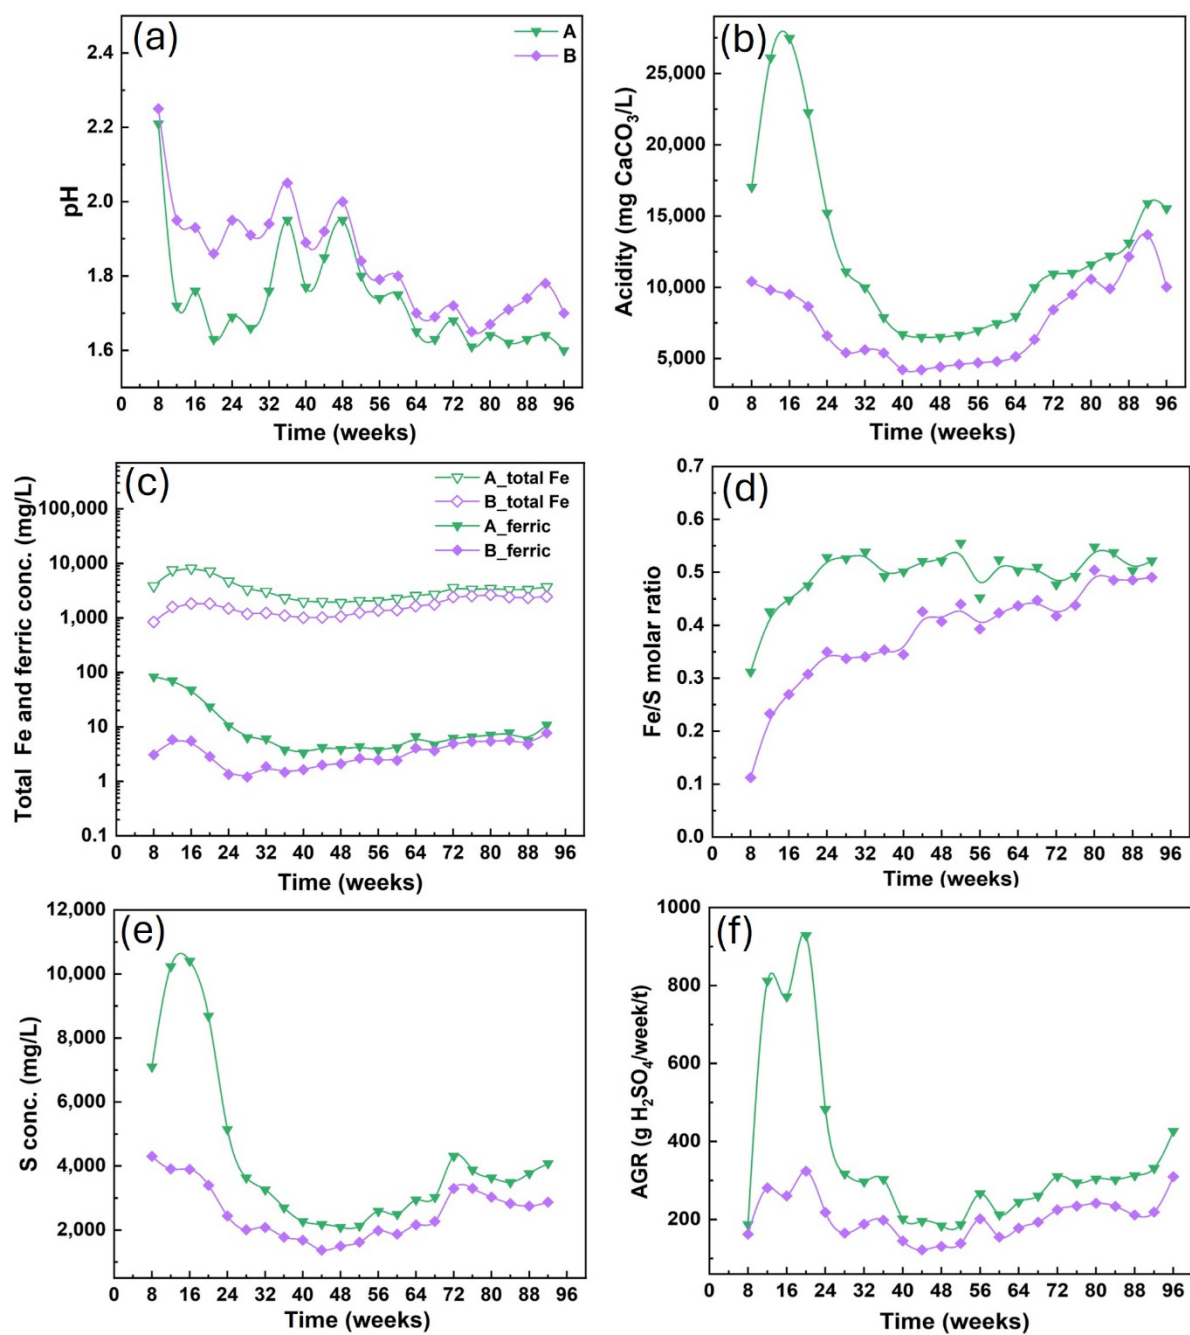 (a)
A
B
2.4
2.2
2.0
1.8
1.6
pH
0 8 16 24 32 40 48 56 64 72 80 88 96
Time (weeks)
(b)
25,000
20,000
15,000
10,000
5,000
Acidity (mg CaCO3/L)
0 8 16 24 32 40 48 56 64 72 80 88 96
Time (weeks)
(c)
A_total Fe
B_total Fe
A_ferric
B_ferric
100,000
10,000
1,000
100
10
1
0.1
Total Fe and ferric conc. (mg/L)
0 8 16 24 32 40 48 56 64 72 80 88 96
Time (weeks)
(d)
0.7
0.6
0.5
0.4
0.3
0.2
0.1
0.0
Fe/S molar ratio
0 8 16 24 32 40 48 56 64 72 80 88 96
Time (weeks)
(e)
12,000
10,000
8,000
6,000
4,000
2,000
S conc. (mg/L)
0 8 16 24 32 40 48 56 64 72 80 88 96
Time (weeks)
(f)
1000
800
600
400
200
AGR (g H2SO4/week/t)
0 8 16 24 32 40 48 56 64 72 80 88 96
Time (weeks)